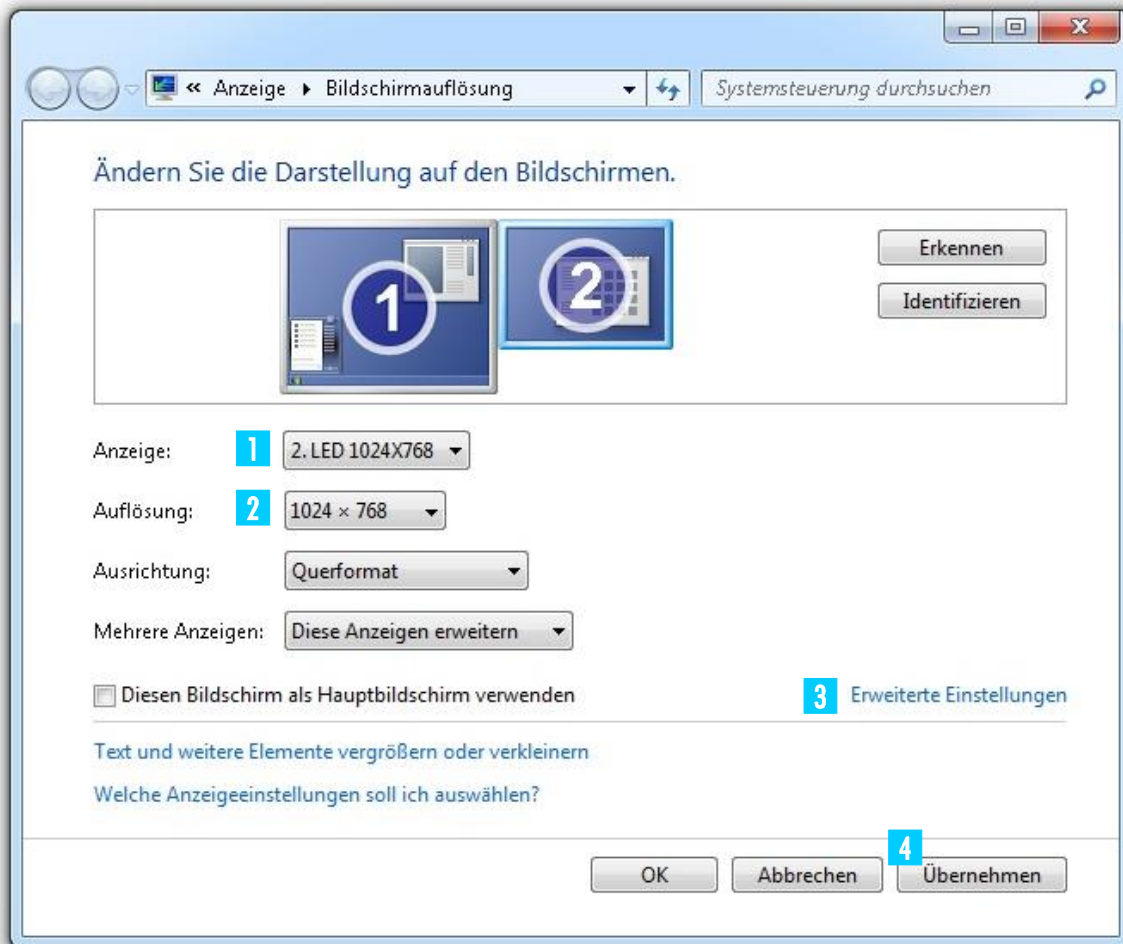 « Anzeige ▸ Bildschirmauflösung
Systemsteuerung durchsuchen
Ändern Sie die Darstellung auf den Bildschirmen.
1
2
Erkennen
Identifizieren
Anzeige: 1 2. LED 1024X768
Auflösung: 2 1024 × 768
Ausrichtung: Querformat
Mehrere Anzeigen: Diese Anzeigen erweitern
Diesen Bildschirm als Hauptbildschirm verwenden 3 Erweiterte Einstellungen
Text und weitere Elemente vergrößern oder verkleinern
Welche Anzeigeeinstellungen soll ich auswählen?
4
OK Abbrechen Übernehmen